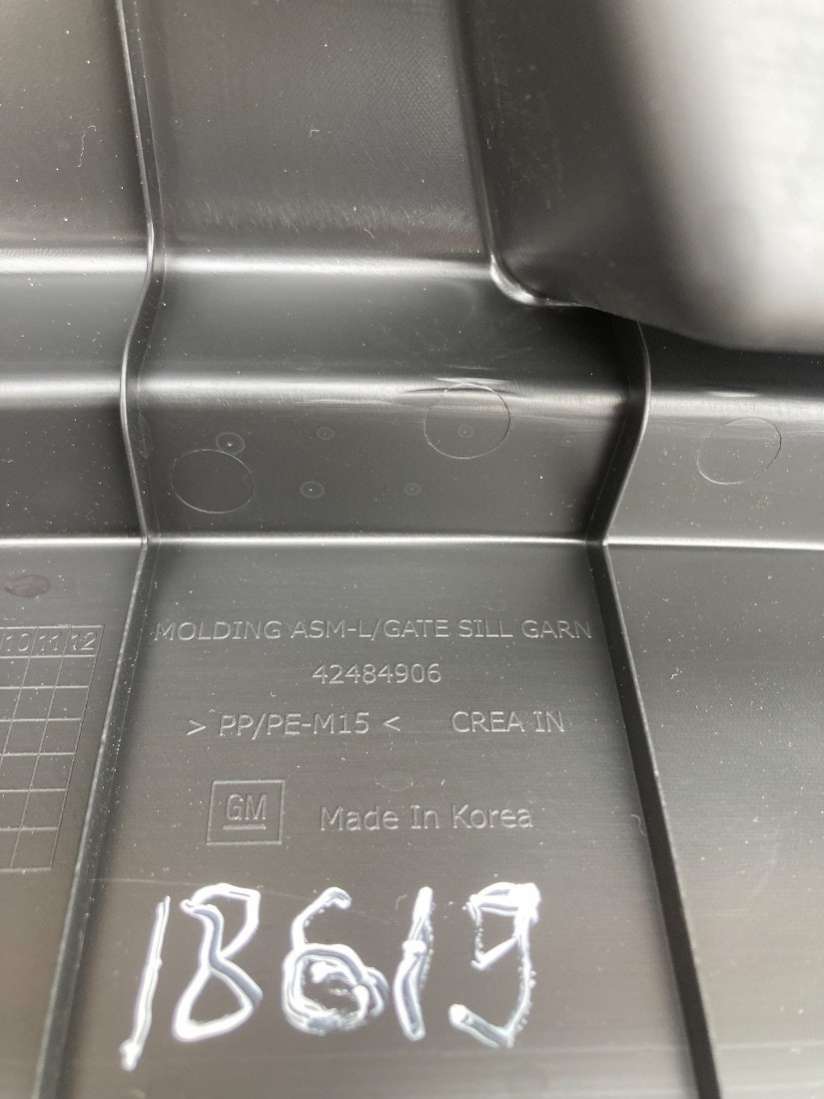 MOLDING ASM-L/GATE SILL GARN
10 11 12
42484906
> PP/PE-M15 < CREA IN
GM Made In Korea
18619